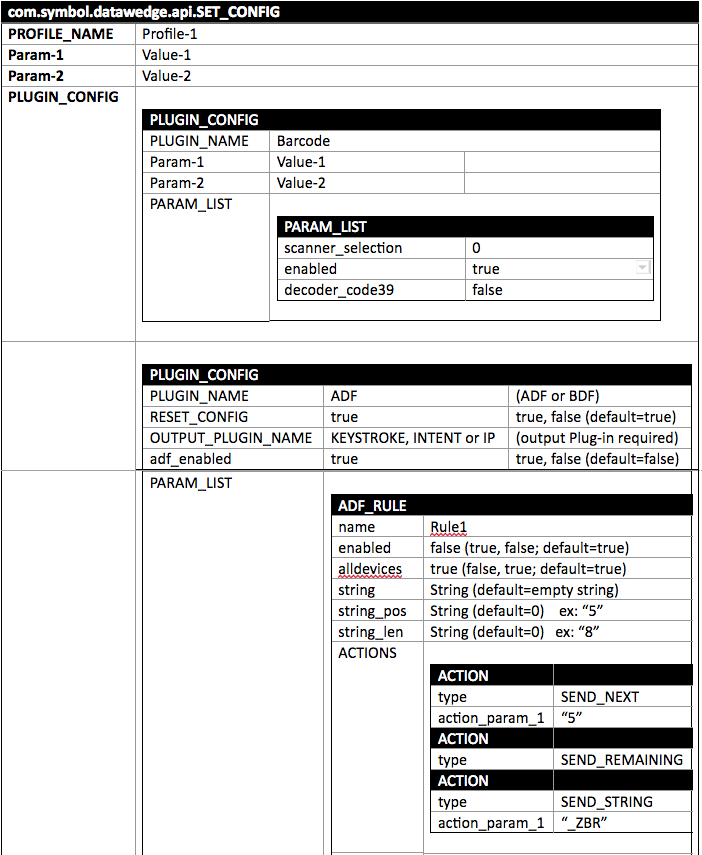 com.symbol.datawedge.api.SET_CONFIG
PROFILE_NAME Profile-1
Param-1 Value-1
Param-2 Value-2
PLUGIN_CONFIG
PLUGIN_CONFIG
PLUGIN_NAME Barcode
Param-1 Value-1
Param-2 Value-2
PARAM_LIST
PARAM_LIST
scanner_selection 0
enabled true
decoder_code39 false
PLUGIN_CONFIG
PLUGIN_NAME ADF (ADF or BDF)
RESET_CONFIG true true, false (default=true)
OUTPUT_PLUGIN_NAME KEYSTROKE, INTENT or IP (output Plug-in required)
adf_enabled true true, false (default=false)
PARAM_LIST
ADF_RULE
name Rule1
enabled false (true, false; default=true)
alldevices true (false, true; default=true)
string String (default=empty string)
string_pos String (default=0) ex: “5”
string_len String (default=0) ex: “8”
ACTIONS
ACTION
type SEND_NEXT
action_param_1 “5”
ACTION
type SEND_REMAINING
ACTION
type SEND_STRING
action_param_1 “_ZBR”